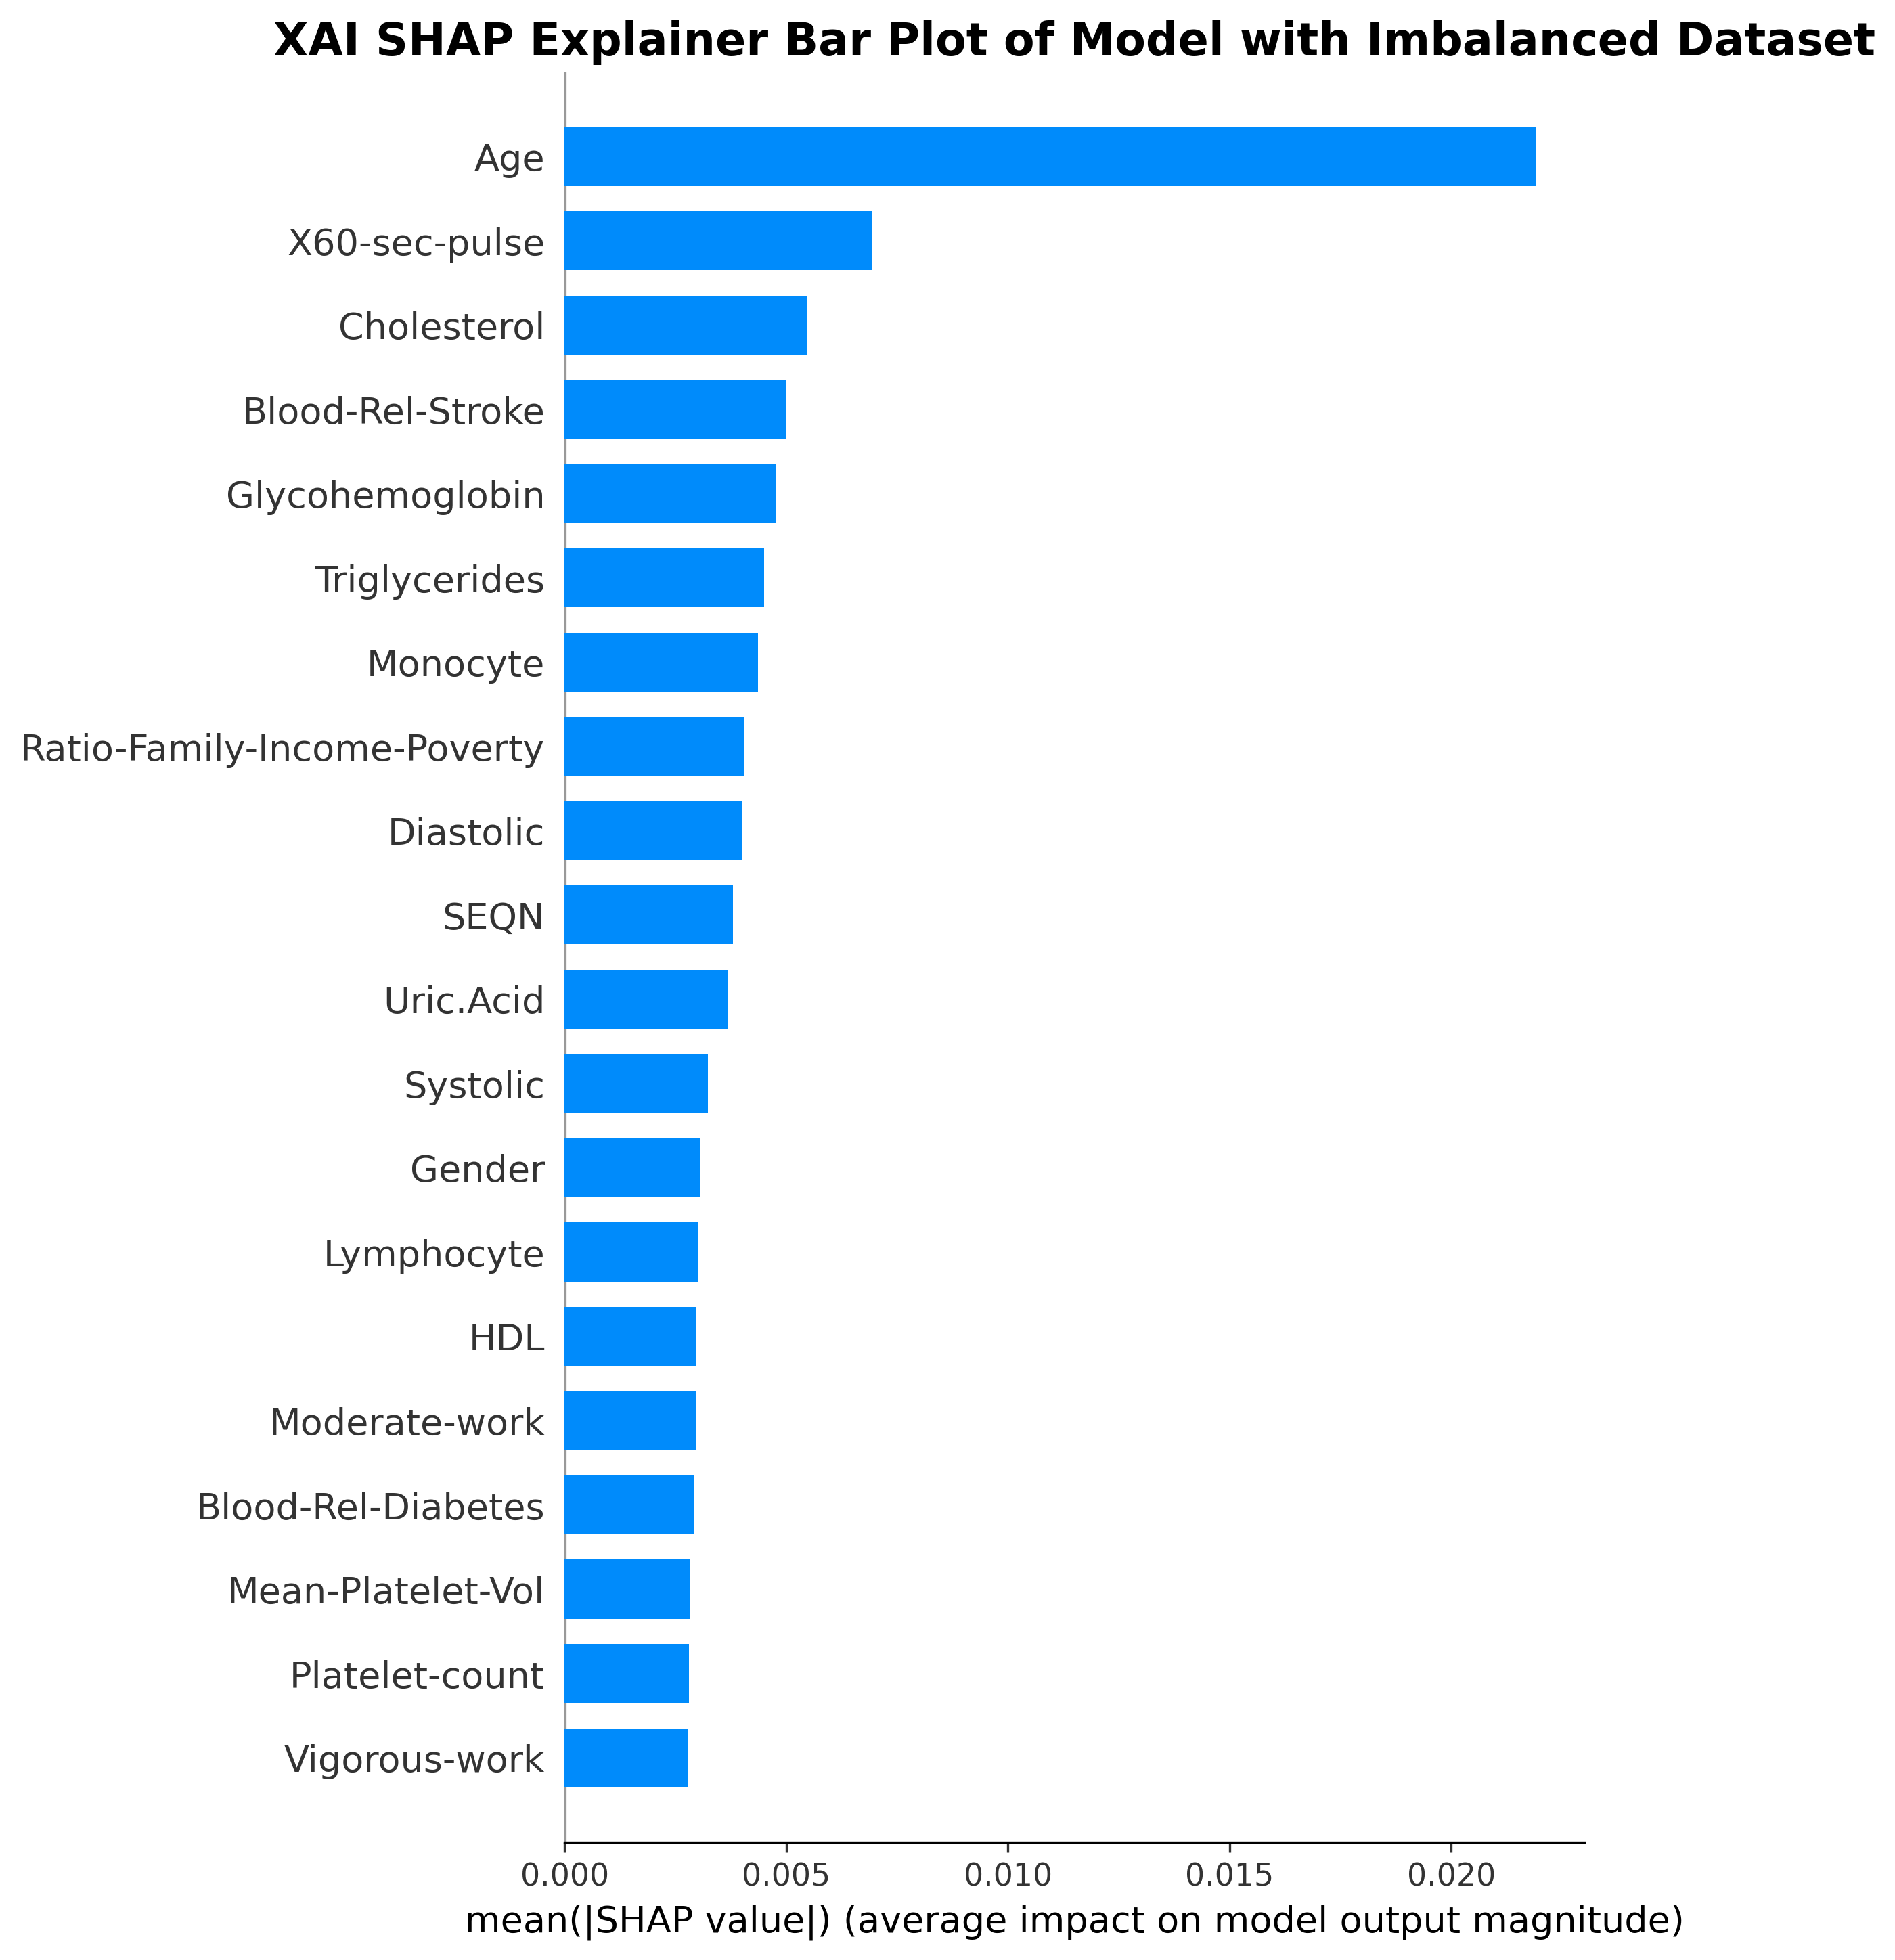 XAI SHAP Explainer Bar Plot of Model with Imbalanced Dataset
Age
X60-sec-pulse
Cholesterol
Blood-Rel-Stroke
Glycohemoglobin
Triglycerides
Monocyte
Ratio-Family-Income-Poverty
Diastolic
SEQN
Uric.Acid
Systolic
Gender
Lymphocyte
HDL
Moderate-work
Blood-Rel-Diabetes
Mean-Platelet-Vol
Platelet-count
Vigorous-work
0.000 0.005 0.010 0.015 0.020
mean(|SHAP value|) (average impact on model output magnitude)